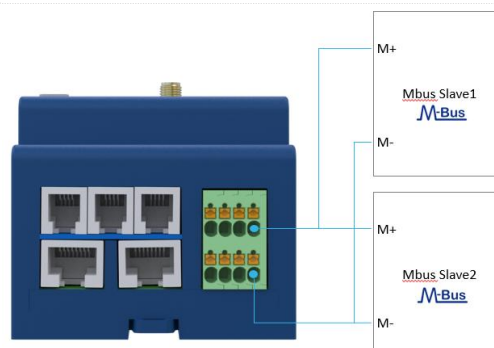 M+
Mbus Slave1
M-Bus
M-
M+
Mbus Slave2
M-Bus
M-